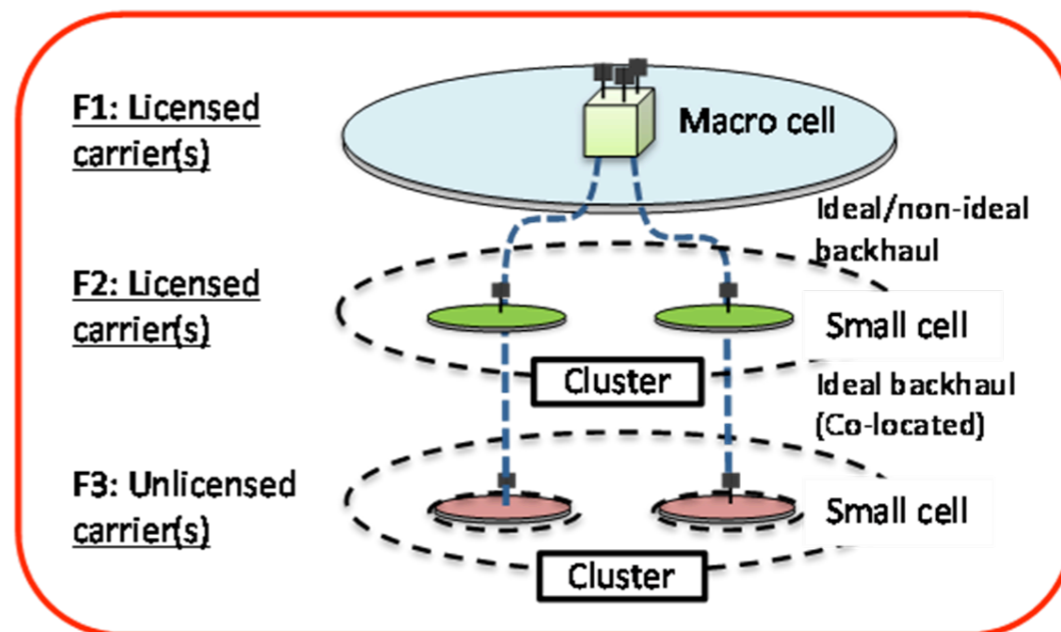 F1: Licensed
carrier(s)
Macro cell
Ideal/non-ideal
backhaul
F2: Licensed
carrier(s)
Small cell
Cluster
Ideal backhaul
(Co-located)
F3: Unlicensed
carrier(s)
Small cell
Cluster